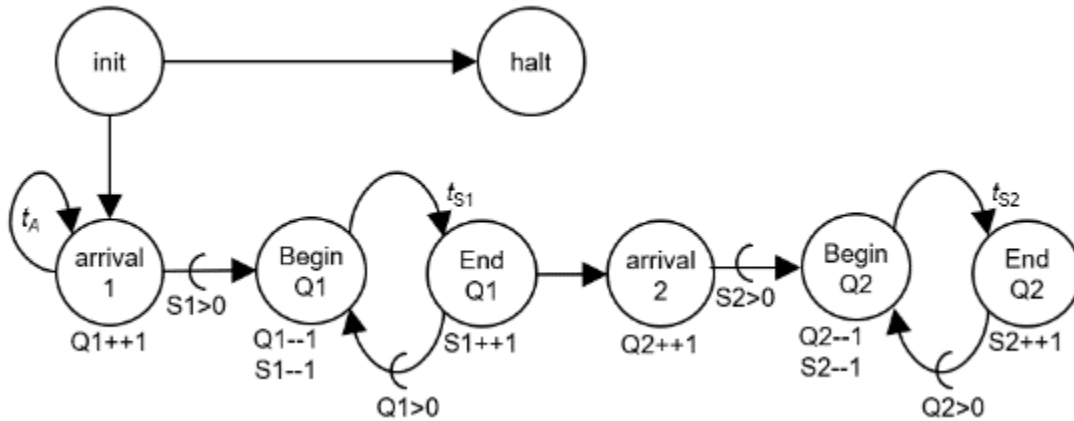 init
halt
t_A
arrival
1
Q1++1
S1>0
Begin
Q1
Q1--1
S1--1
t_S1
End
Q1
S1++1
Q1>0
arrival
2
Q2++1
S2>0
Begin
Q2
Q2--1
S2--1
t_S2
End
Q2
S2++1
Q2>0